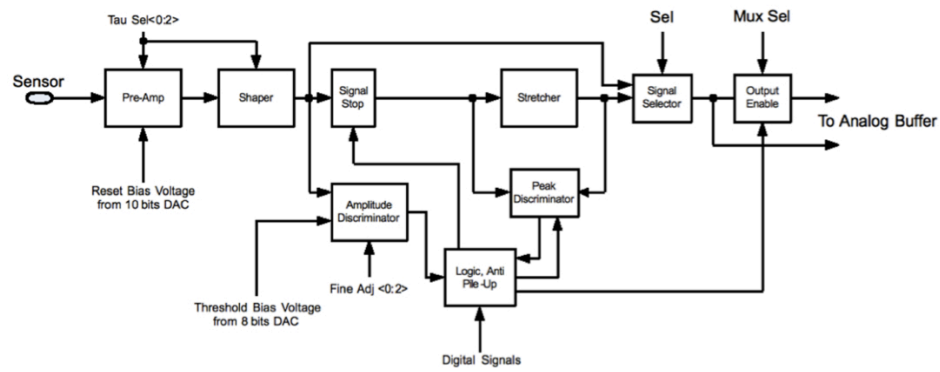 Tau Sel<0:2>
Sel
Mux Sel
Sensor
Pre-Amp
Shaper
Signal
Stop
Stretcher
Signal
Selector
Output
Enable
To Analog Buffer
Reset Bias Voltage
from 10 bits DAC
Amplitude
Discriminator
Peak
Discriminator
Fine Adj <0:2>
Logic, Anti
Pile-Up
Threshold Bias Voltage
from 8 bits DAC
Digital Signals